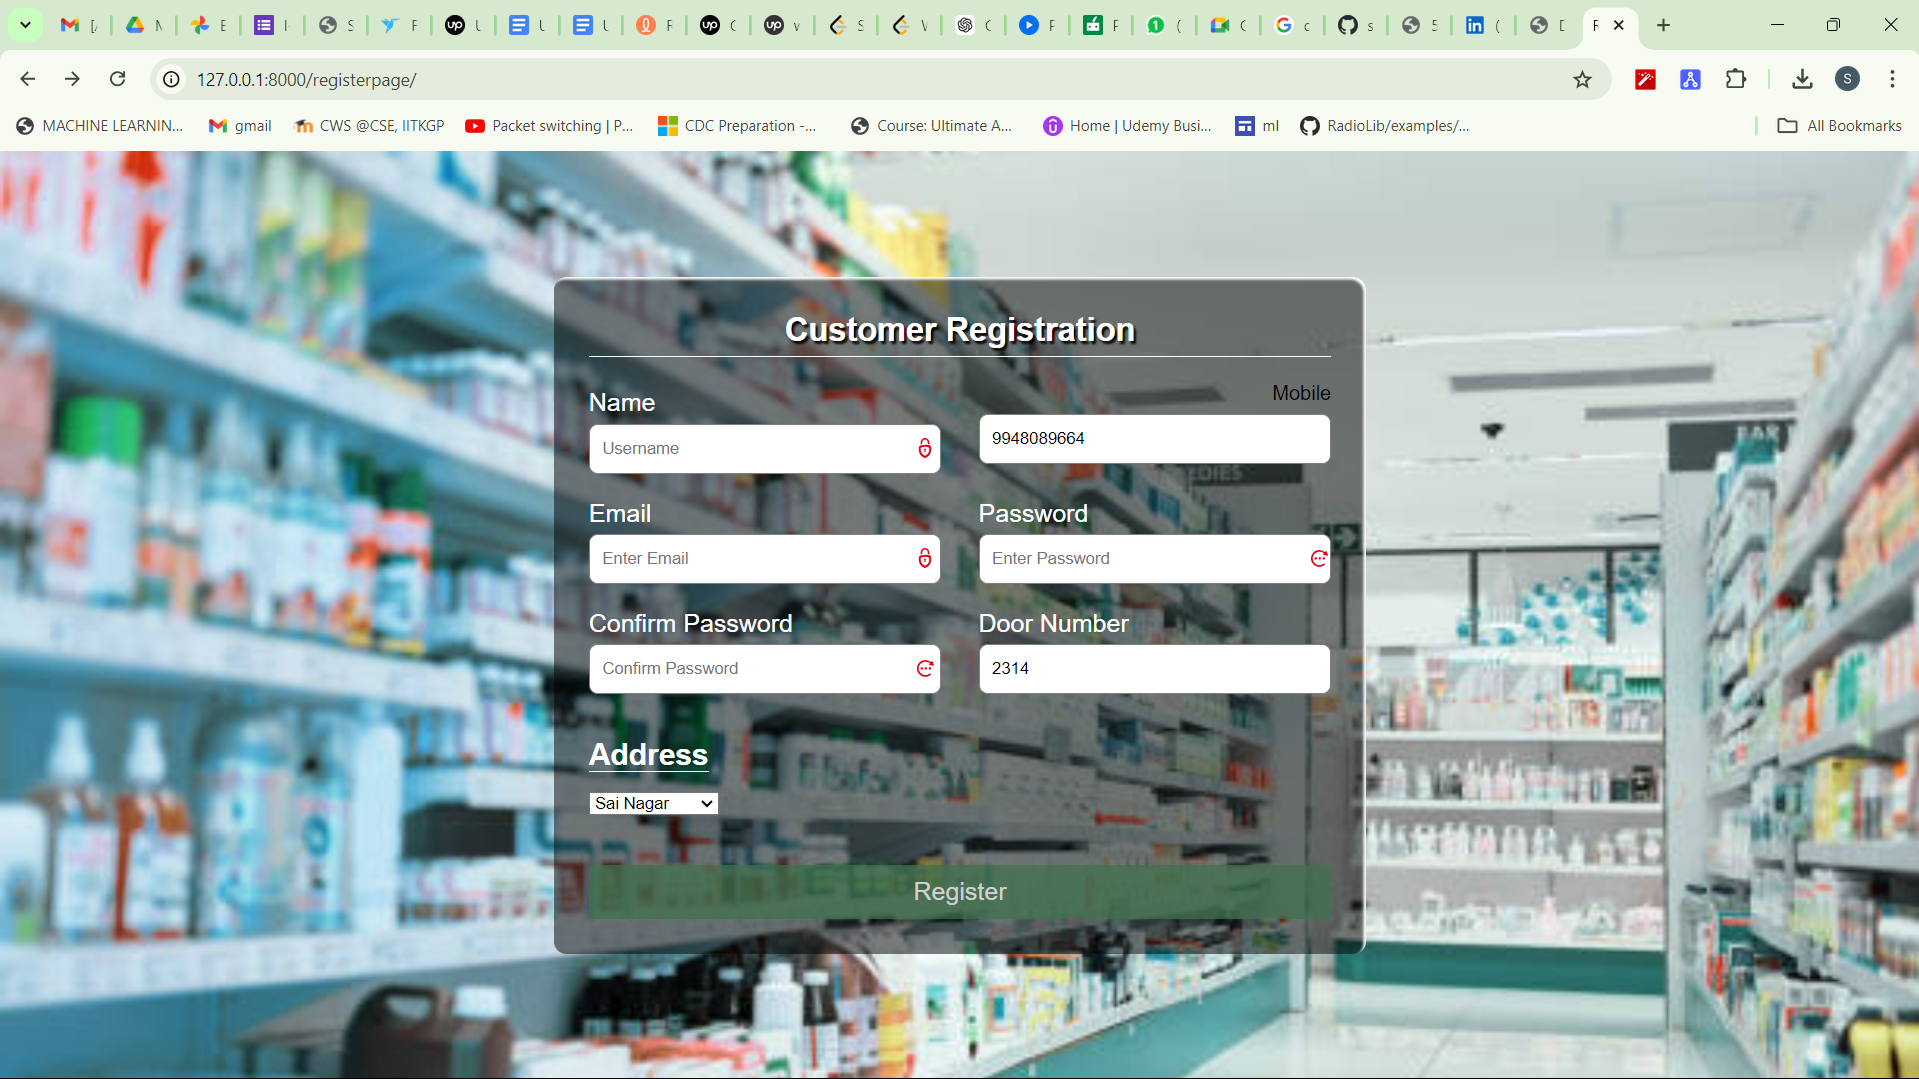 127.0.0.1:8000/registerpage/
S
MACHINE LEARNIN...
gmail
CWS @CSE, IITKGP
Packet switching | P...
CDC Preparation -...
Course: Ultimate A...
Home | Udemy Busi...
ml
RadioLib/examples/...
All Bookmarks
Customer Registration
Name
Mobile
Username
9948089664
Email
Password
Enter Email
Enter Password
Confirm Password
Door Number
Confirm Password
2314
Address
Sai Nagar
Register